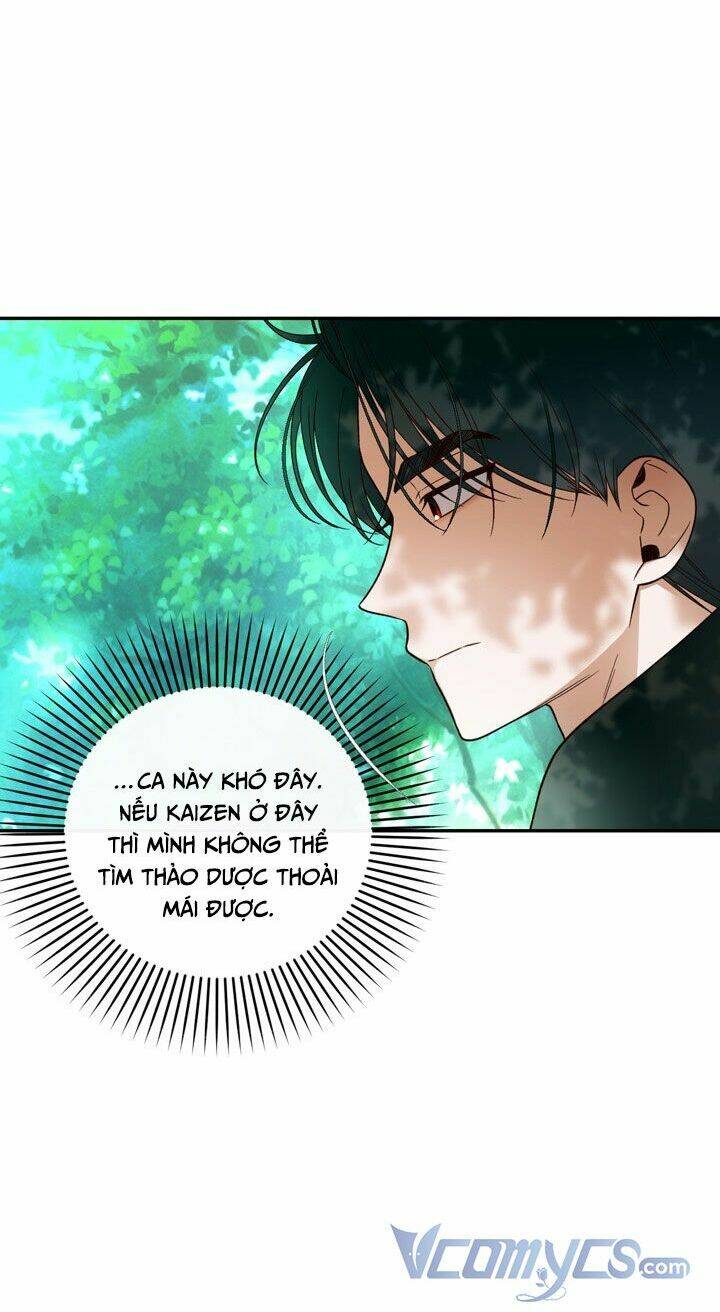 ...CA NÀY KHÓ ĐÂY.
NẾU KAIZEN Ở ĐÂY
THÌ MÌNH KHÔNG THỂ
TÌM THẢO DƯỢC THOẢI
MÁI ĐƯỢC.
VCOMYCS.com